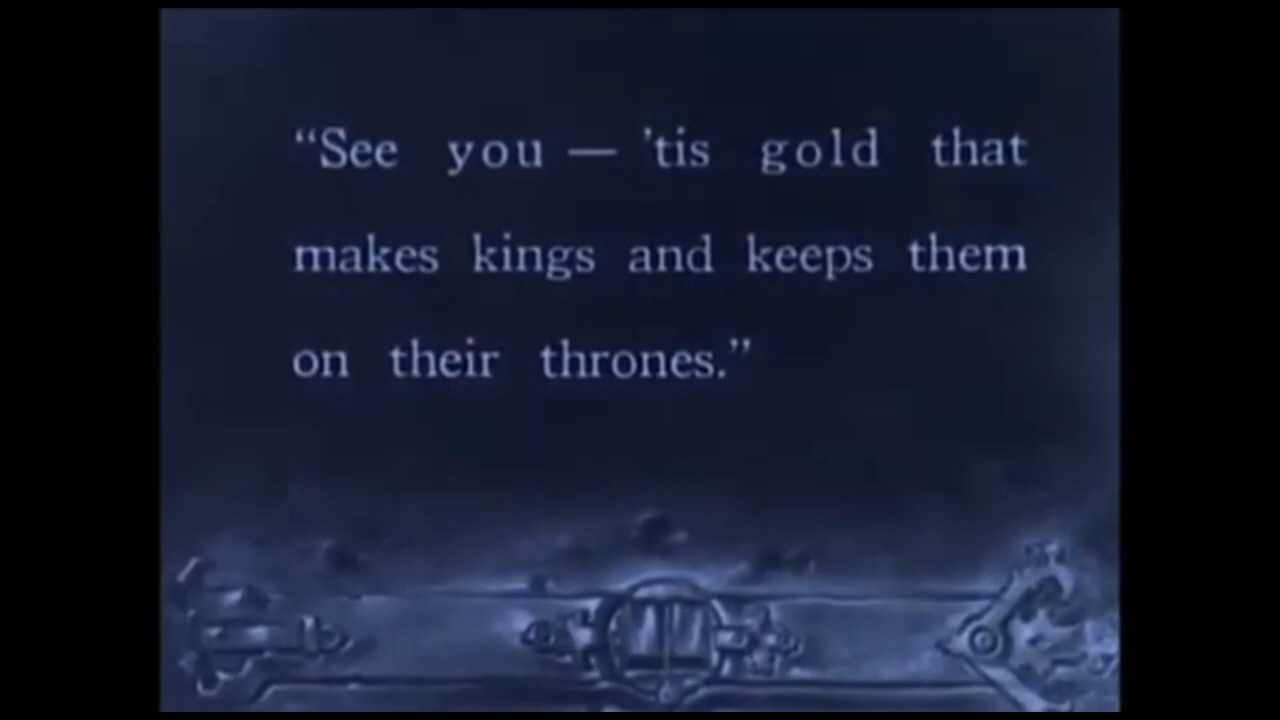 “See you — ’tis gold that
makes kings and keeps them
on their thrones.”